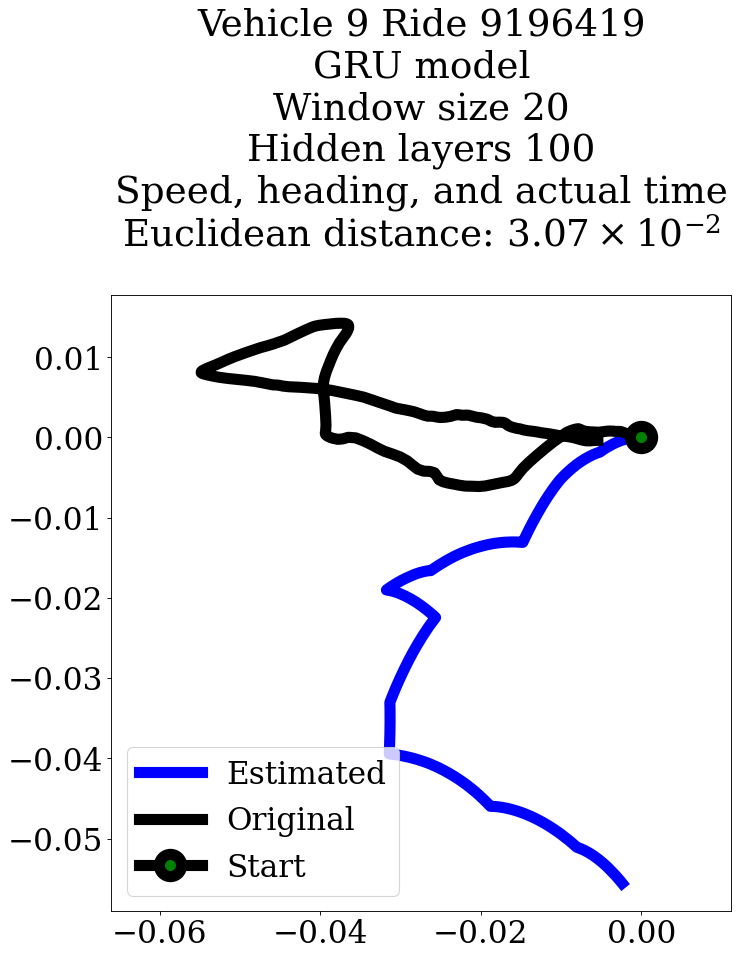 Vehicle 9 Ride 9196419
GRU model
Window size 20
Hidden layers 100
Speed, heading, and actual time
Euclidean distance: 3.07 × 10⁻²
0.01
0.00
−0.01
−0.02
−0.03
−0.04
−0.05
Estimated
Original
Start
−0.06 −0.04 −0.02 0.00